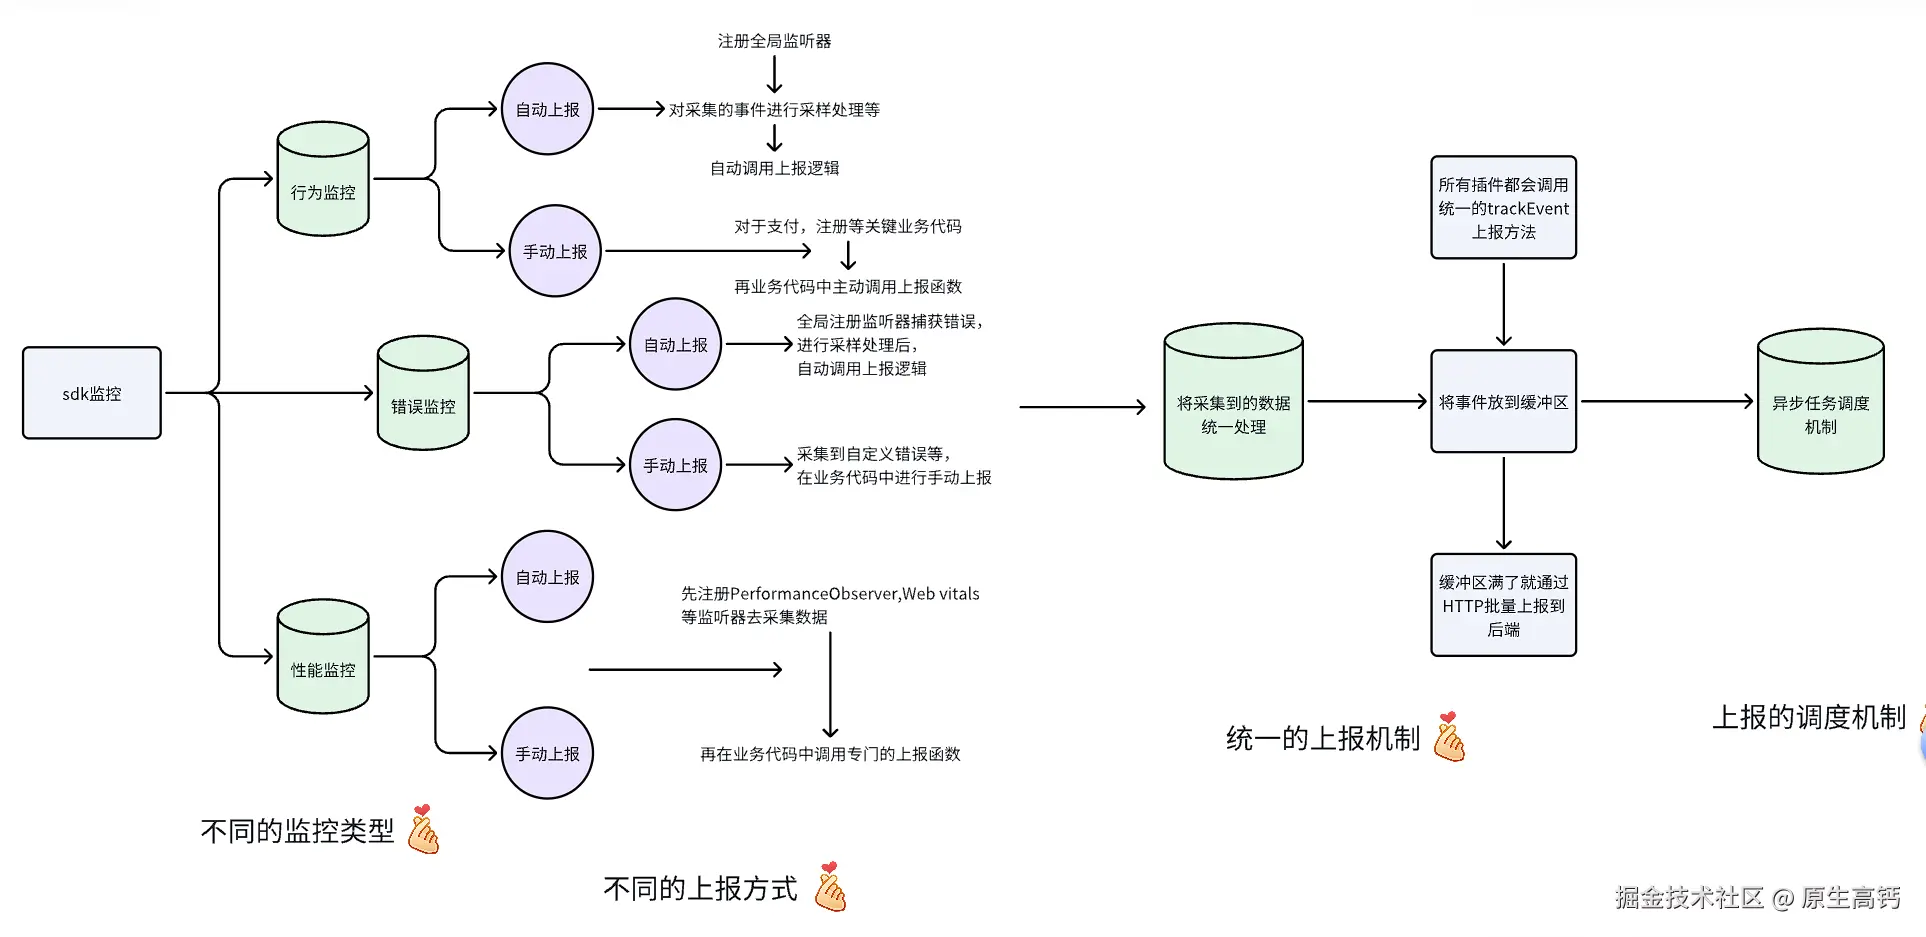 注册全局监听器
自动上报
对采集的事件进行采样处理等
自动调用上报逻辑
行为监控
手动上报
对于支付，注册等关键业务代码
再业务代码中主动调用上报函数
sdk监控
错误监控
自动上报
全局注册监听器捕获错误，
进行采样处理后，
自动调用上报逻辑
手动上报
采集到自定义错误等，
在业务代码中进行手动上报
性能监控
自动上报
手动上报
先注册PerformanceObserver,Web vitals
等监听器去采集数据
再在业务代码中调用专门的上报函数
不同的监控类型
不同的上报方式
将采集到的数据
统一处理
所有插件都会调用
统一的trackEvent
上报方法
将事件放到缓冲区
缓冲区满了就通过
HTTP批量上报到
后端
统一的上报机制
异步任务调度
机制
上报的调度机制
掘金技术社区 @ 原生高钙